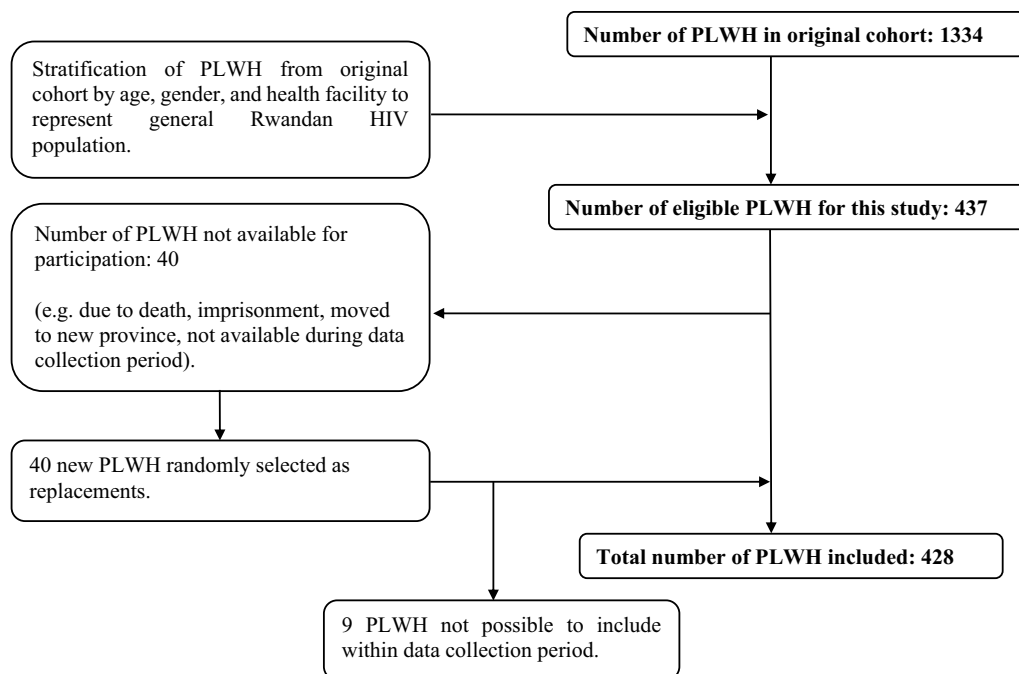 Number of PLWH in original cohort: 1334
Stratification of PLWH from original
cohort by age, gender, and health facility to
represent general Rwandan HIV
population.
Number of eligible PLWH for this study: 437
Number of PLWH not available for
participation: 40
(e.g. due to death, imprisonment, moved
to new province, not available during data
collection period).
40 new PLWH randomly selected as
replacements.
Total number of PLWH included: 428
9 PLWH not possible to include
within data collection period.